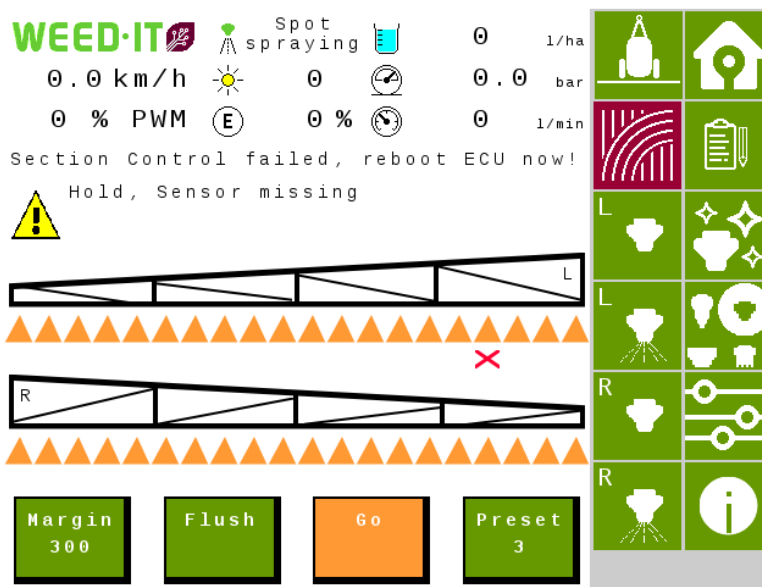 WEED·IT Spot spraying 0 l/ha
0.0 km/h 0 0.0 bar
0 % PWM E 0 % 0 l/min
Section Control failed, reboot ECU now!
Hold, Sensor missing
L
R
Margin 300
Flush
Go
Preset 3
L
L
R
R
i